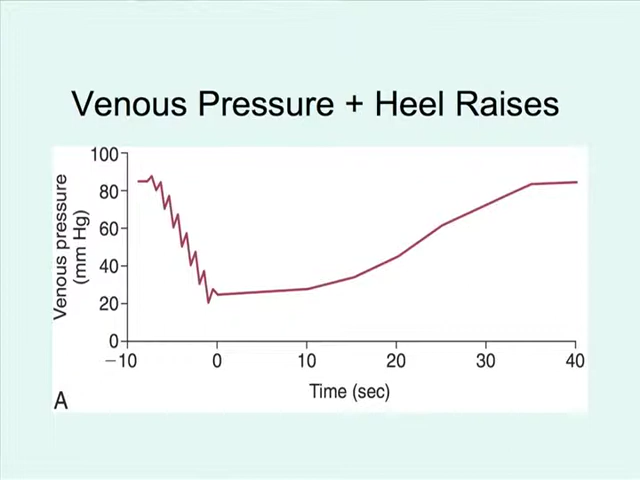 Venous Pressure + Heel Raises
Venous pressure
(mm Hg)
100
80
60
40
20
0
−10
0
10
20
30
40
Time (sec)
A